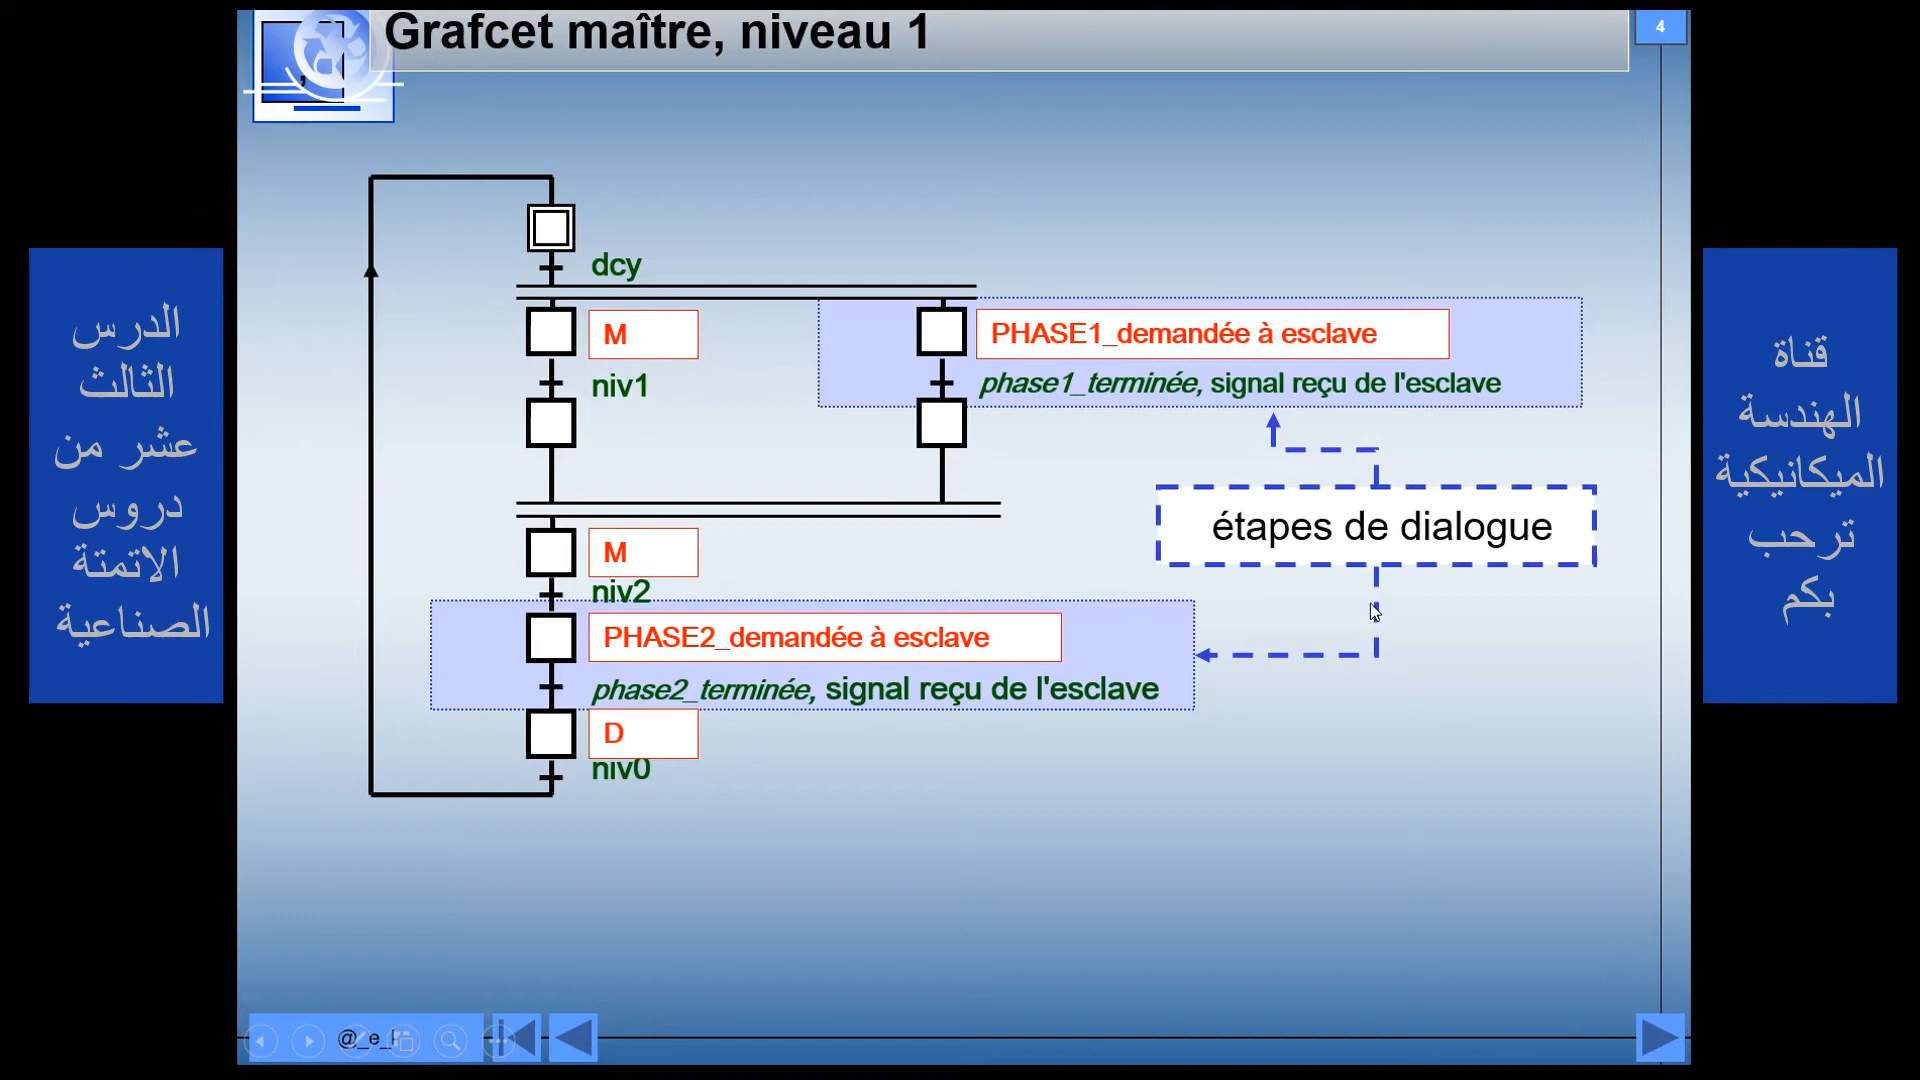 Grafcet maître, niveau 1
4
dcy
M
PHASE1_demandée à esclave
niv1
phase1_terminée, signal reçu de l'esclave
étapes de dialogue
M
niv2
PHASE2_demandée à esclave
phase2_terminée, signal reçu de l'esclave
D
niv0
الدرس
الثالث
عشر من
دروس
الاتمتة
الصناعية
قناة
الهندسة
الميكانيكية
ترحب
بكم